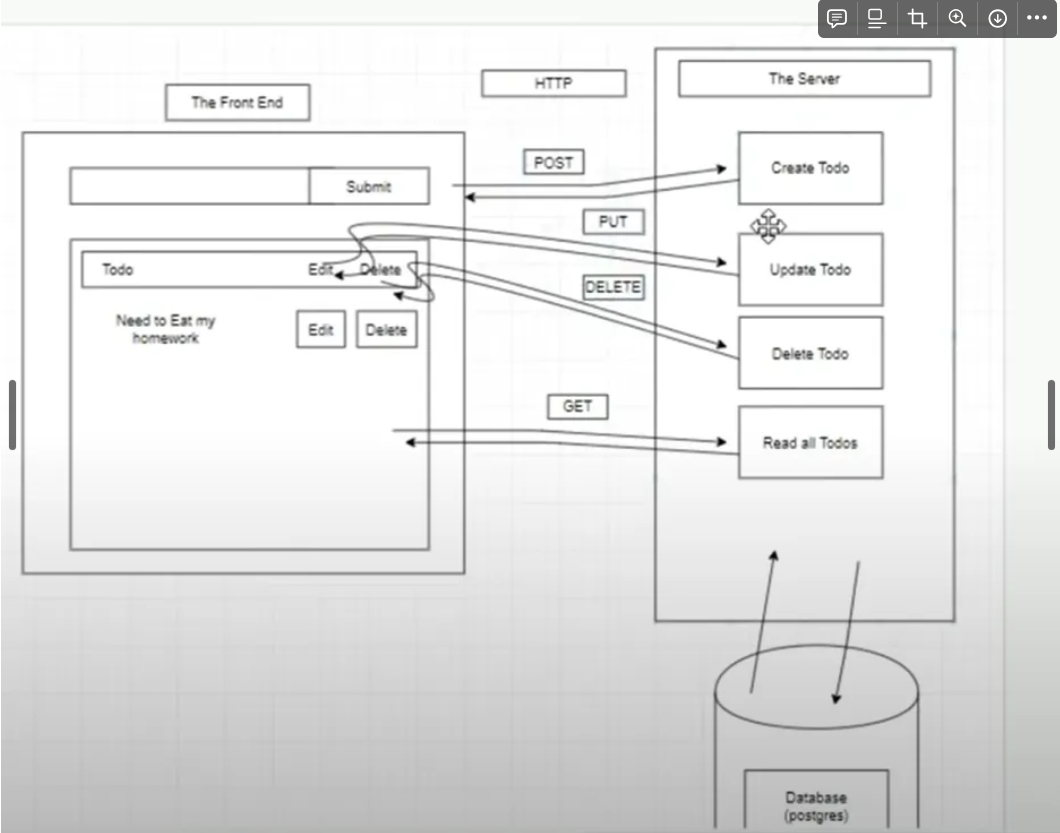 The Front End
HTTP
The Server
Submit
POST
Create Todo
PUT
Todo
Edit
Delete
Update Todo
DELETE
Need to Eat my
homework
Edit
Delete
Delete Todo
GET
Read all Todos
Database
(postgres)